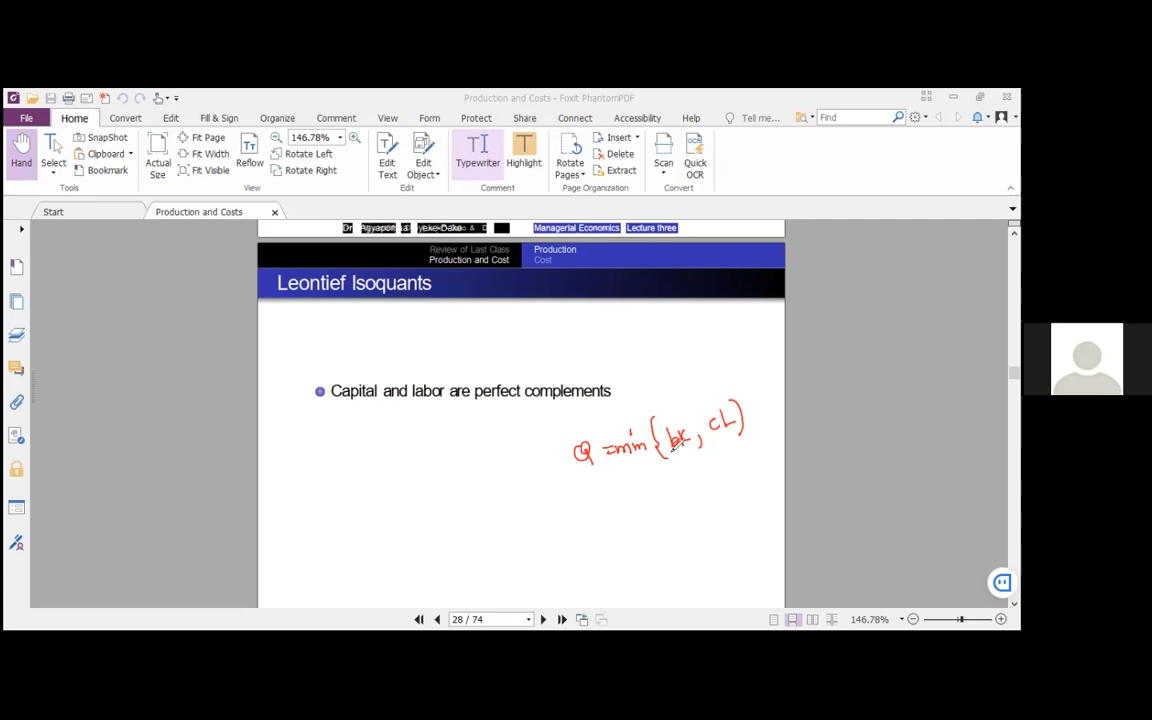 Production and Costs - Foxit PhantomPDF
File Home Convert Edit Fill & Sign Organize Comment View Form Protect Share Connect Accessibility Help Tell me... Find
Hand
Select
SnapShot
Clipboard
Bookmark
Tools
Actual Size
Fit Page
Fit Width
Fit Visible
Reflow
146.78%
Rotate Left
Rotate Right
View
Edit Text
Edit Object
Edit
Typewriter
Highlight
Comment
Rotate Pages
Insert
Delete
Extract
Page Organization
Scan
Quick OCR
Convert
Start Production and Costs
Dr Managerial Economics Lecture three
Review of Last Class Production
Production and Cost Cost
Leontief Isoquants
Capital and labor are perfect complements
Q = min { bK , cL }
28 / 74 146.78%